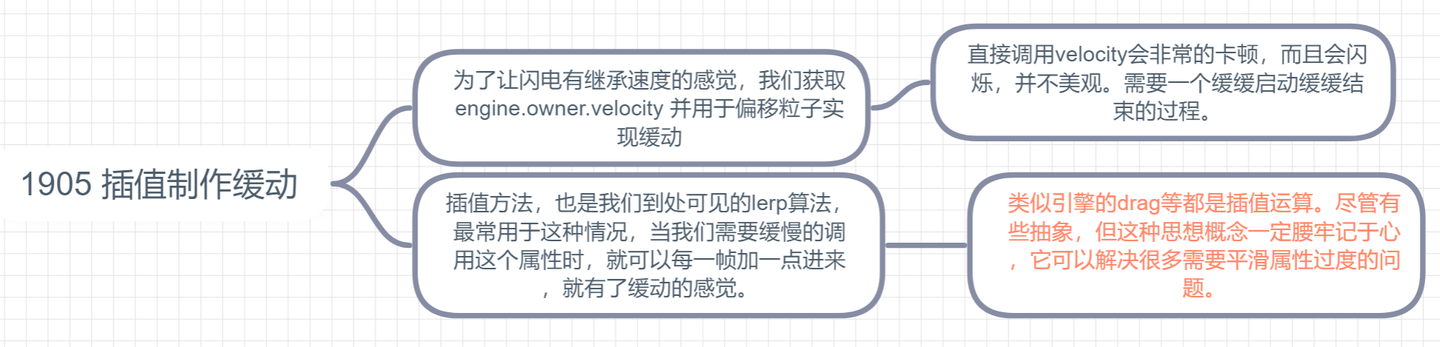 1905 插值制作缓动
为了让闪电有继承速度的感觉，我们获取
engine.owner.velocity 并用于偏移粒子实
现缓动
直接调用velocity会非常的卡顿，而且会闪
烁，并不美观。需要一个缓缓启动缓缓结
束的过程。
插值方法，也是我们到处可见的lerp算法，
最常用于这种情况，当我们需要缓慢的调
用这个属性时，就可以每一帧加一点进来
，就有了缓动的感觉。
类似引擎的drag等都是插值运算。尽管有
些抽象，但这种思想概念一定腰牢记于心
，它可以解决很多需要平滑属性过度的问
题。